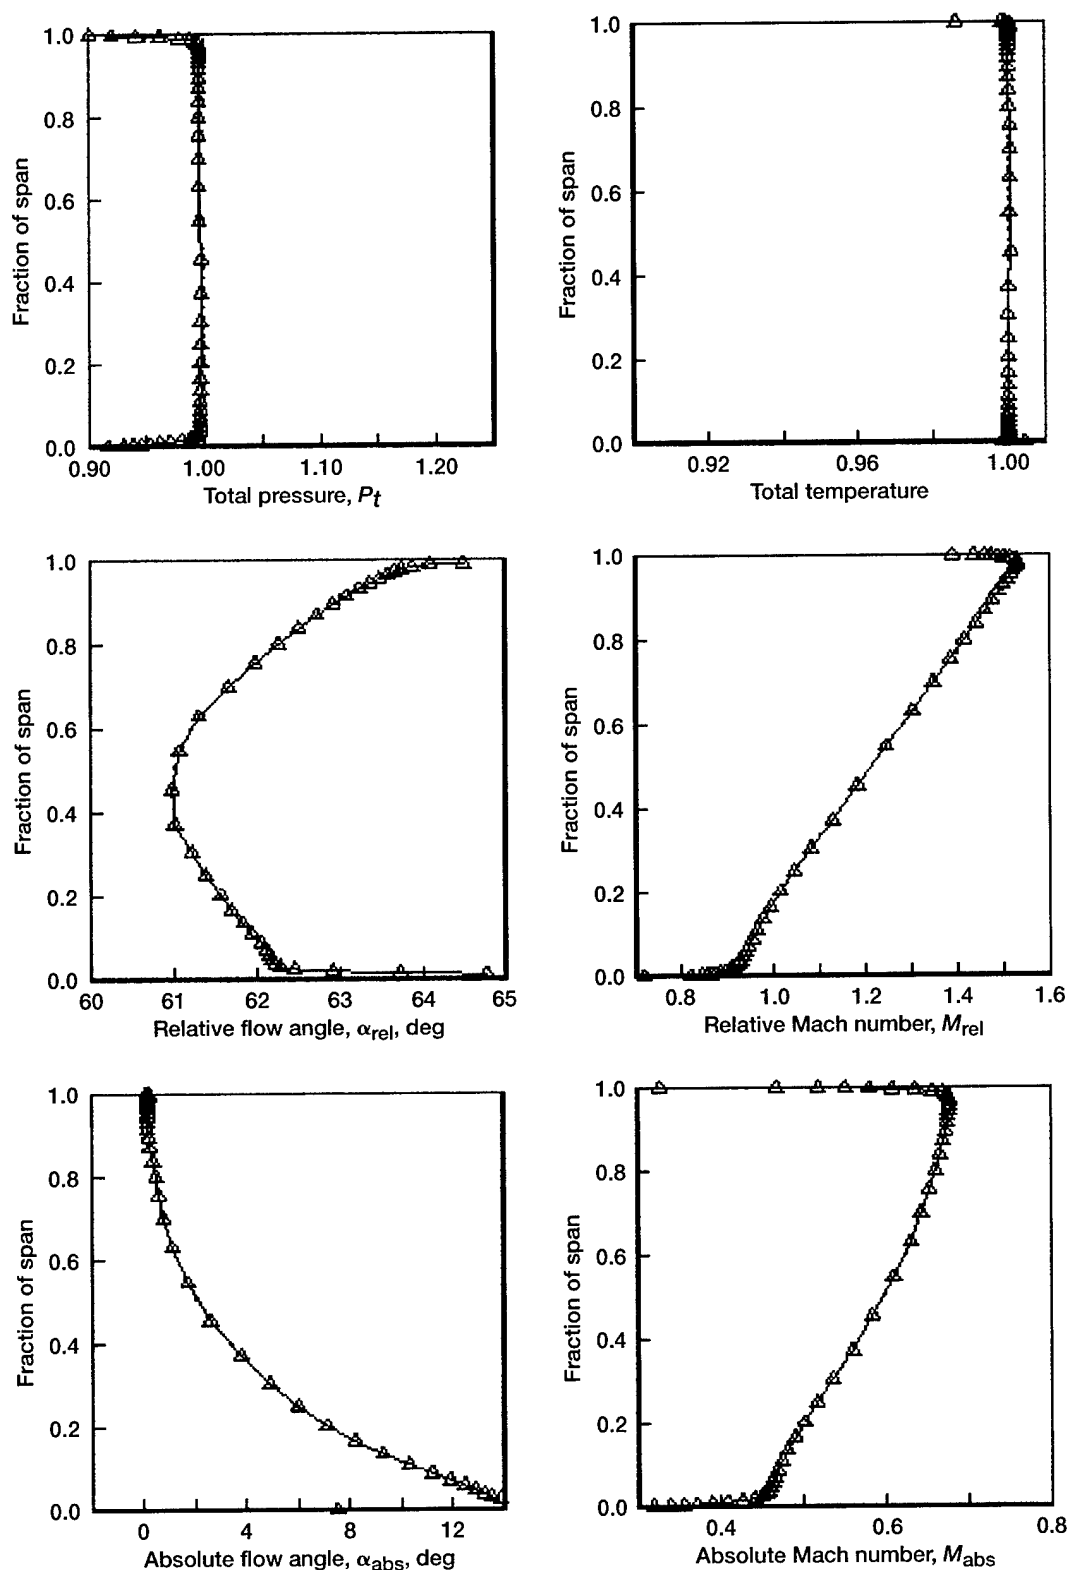 1.0
0.8
0.6
0.4
0.2
0.0
Fraction of span
0.90 1.00 1.10 1.20
Total pressure, Pt
1.0
0.8
0.6
0.4
0.2
0.0
Fraction of span
0.92 0.96 1.00
Total temperature
1.0
0.8
0.6
0.4
0.2
0.0
Fraction of span
60 61 62 63 64 65
Relative flow angle, αrel, deg
1.0
0.8
0.6
0.4
0.2
0.0
Fraction of span
0.8 1.0 1.2 1.4 1.6
Relative Mach number, Mrel
1.0
0.8
0.6
0.4
0.2
0.0
Fraction of span
0 4 8 12
Absolute flow angle, αabs, deg
1.0
0.8
0.6
0.4
0.2
0.0
Fraction of span
0.4 0.6 0.8
Absolute Mach number, Mabs